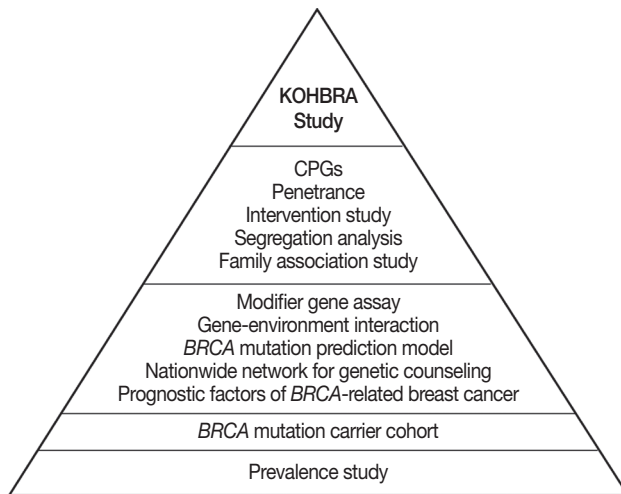 KOHBRA
Study
CPGs
Penetrance
Intervention study
Segregation analysis
Family association study
Modifier gene assay
Gene-environment interaction
BRCA mutation prediction model
Nationwide network for genetic counseling
Prognostic factors of BRCA-related breast cancer
BRCA mutation carrier cohort
Prevalence study